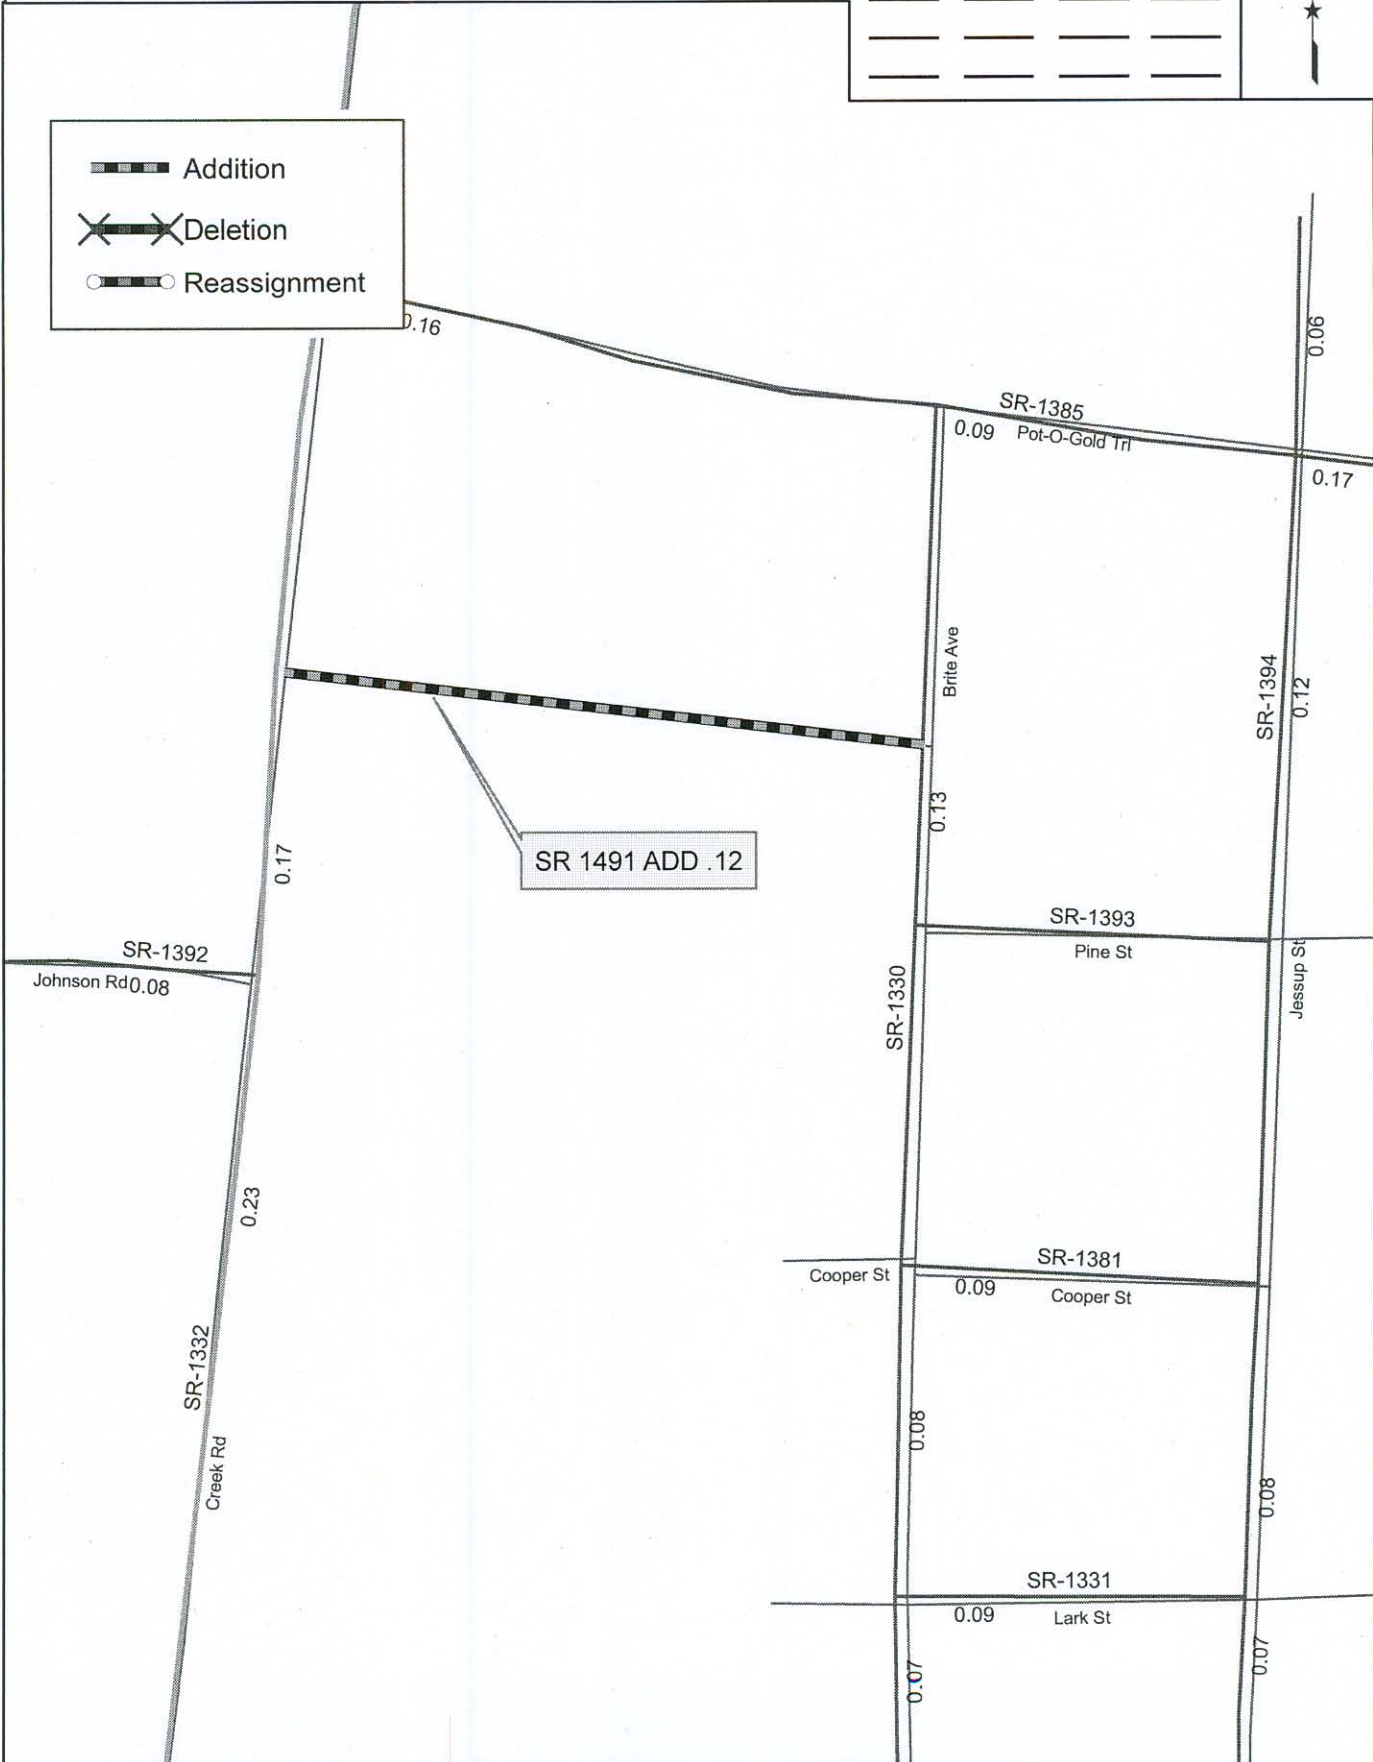 Addition
Deletion
Reassignment
0.16
0.06
SR-1385
0.09 Pot-O-Gold Trl
0.17
Brite Ave
SR-1394
0.12
0.13
SR 1491 ADD .12
0.17
SR-1393
Pine St
SR-1392
Johnson Rd 0.08
Jessup St
SR-1330
0.23
SR-1381
Cooper St
0.09
Cooper St
SR-1332
Creek Rd
0.08
0.08
SR-1331
0.09
Lark St
0.07
0.07